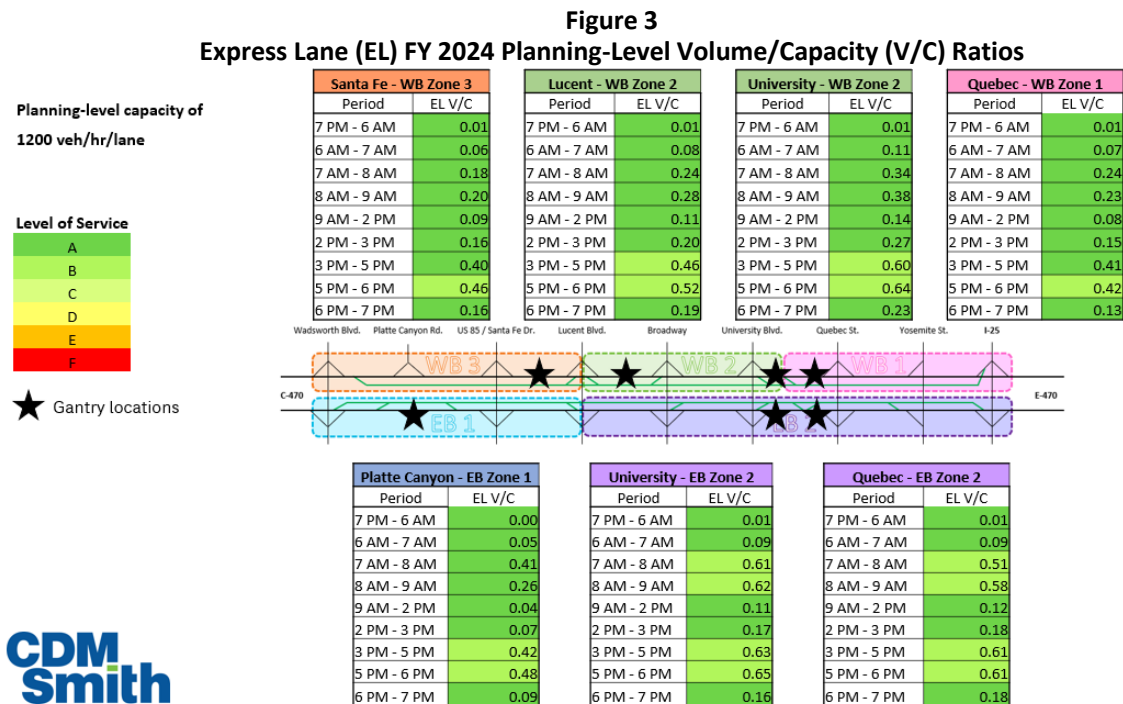 Figure 3
Express Lane (EL) FY 2024 Planning-Level Volume/Capacity (V/C) Ratios
Planning-level capacity of
1200 veh/hr/lane
Level of Service
A
B
C
D
E
F
Gantry locations
Santa Fe - WB Zone 3
Period EL V/C
7 PM - 6 AM 0.01
6 AM - 7 AM 0.06
7 AM - 8 AM 0.18
8 AM - 9 AM 0.20
9 AM - 2 PM 0.09
2 PM - 3 PM 0.16
3 PM - 5 PM 0.40
5 PM - 6 PM 0.46
6 PM - 7 PM 0.16
Lucent - WB Zone 2
Period EL V/C
7 PM - 6 AM 0.01
6 AM - 7 AM 0.08
7 AM - 8 AM 0.24
8 AM - 9 AM 0.28
9 AM - 2 PM 0.11
2 PM - 3 PM 0.20
3 PM - 5 PM 0.46
5 PM - 6 PM 0.52
6 PM - 7 PM 0.19
University - WB Zone 2
Period EL V/C
7 PM - 6 AM 0.01
6 AM - 7 AM 0.11
7 AM - 8 AM 0.34
8 AM - 9 AM 0.38
9 AM - 2 PM 0.14
2 PM - 3 PM 0.27
3 PM - 5 PM 0.60
5 PM - 6 PM 0.64
6 PM - 7 PM 0.23
Quebec - WB Zone 1
Period EL V/C
7 PM - 6 AM 0.01
6 AM - 7 AM 0.07
7 AM - 8 AM 0.24
8 AM - 9 AM 0.23
9 AM - 2 PM 0.08
2 PM - 3 PM 0.15
3 PM - 5 PM 0.41
5 PM - 6 PM 0.42
6 PM - 7 PM 0.13
Wadsworth Blvd. Platte Canyon Rd. US 85 / Santa Fe Dr. Lucent Blvd. Broadway University Blvd. Quebec St. Yosemite St. I-25
WB 3 WB 2 WB 1
C-470 E-470
EB 1 EB 2
Platte Canyon - EB Zone 1
Period EL V/C
7 PM - 6 AM 0.00
6 AM - 7 AM 0.05
7 AM - 8 AM 0.41
8 AM - 9 AM 0.26
9 AM - 2 PM 0.04
2 PM - 3 PM 0.07
3 PM - 5 PM 0.42
5 PM - 6 PM 0.48
6 PM - 7 PM 0.09
University - EB Zone 2
Period EL V/C
7 PM - 6 AM 0.01
6 AM - 7 AM 0.09
7 AM - 8 AM 0.61
8 AM - 9 AM 0.62
9 AM - 2 PM 0.11
2 PM - 3 PM 0.17
3 PM - 5 PM 0.63
5 PM - 6 PM 0.65
6 PM - 7 PM 0.16
Quebec - EB Zone 2
Period EL V/C
7 PM - 6 AM 0.01
6 AM - 7 AM 0.09
7 AM - 8 AM 0.51
8 AM - 9 AM 0.58
9 AM - 2 PM 0.12
2 PM - 3 PM 0.18
3 PM - 5 PM 0.61
5 PM - 6 PM 0.61
6 PM - 7 PM 0.18
CDM
Smith